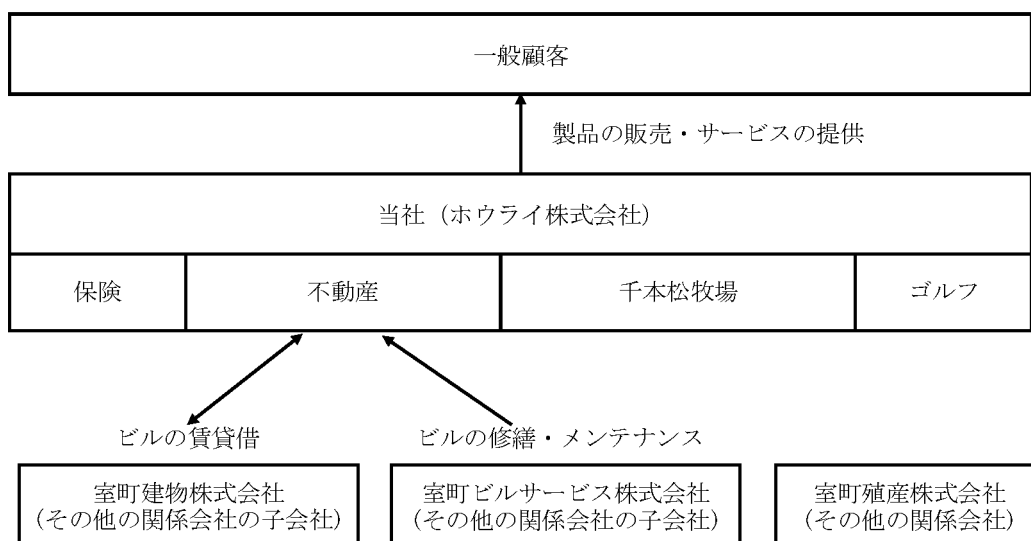 一般顧客
製品の販売・サービスの提供
当社(ホウライ株式会社)
保険
不動産
千本松牧場
ゴルフ
ビルの賃貸借
ビルの修繕・メンテナンス
室町建物株式会社
(その他の関係会社の子会社)
室町ビルサービス株式会社
(その他の関係会社の子会社)
室町殖産株式会社
(その他の関係会社)